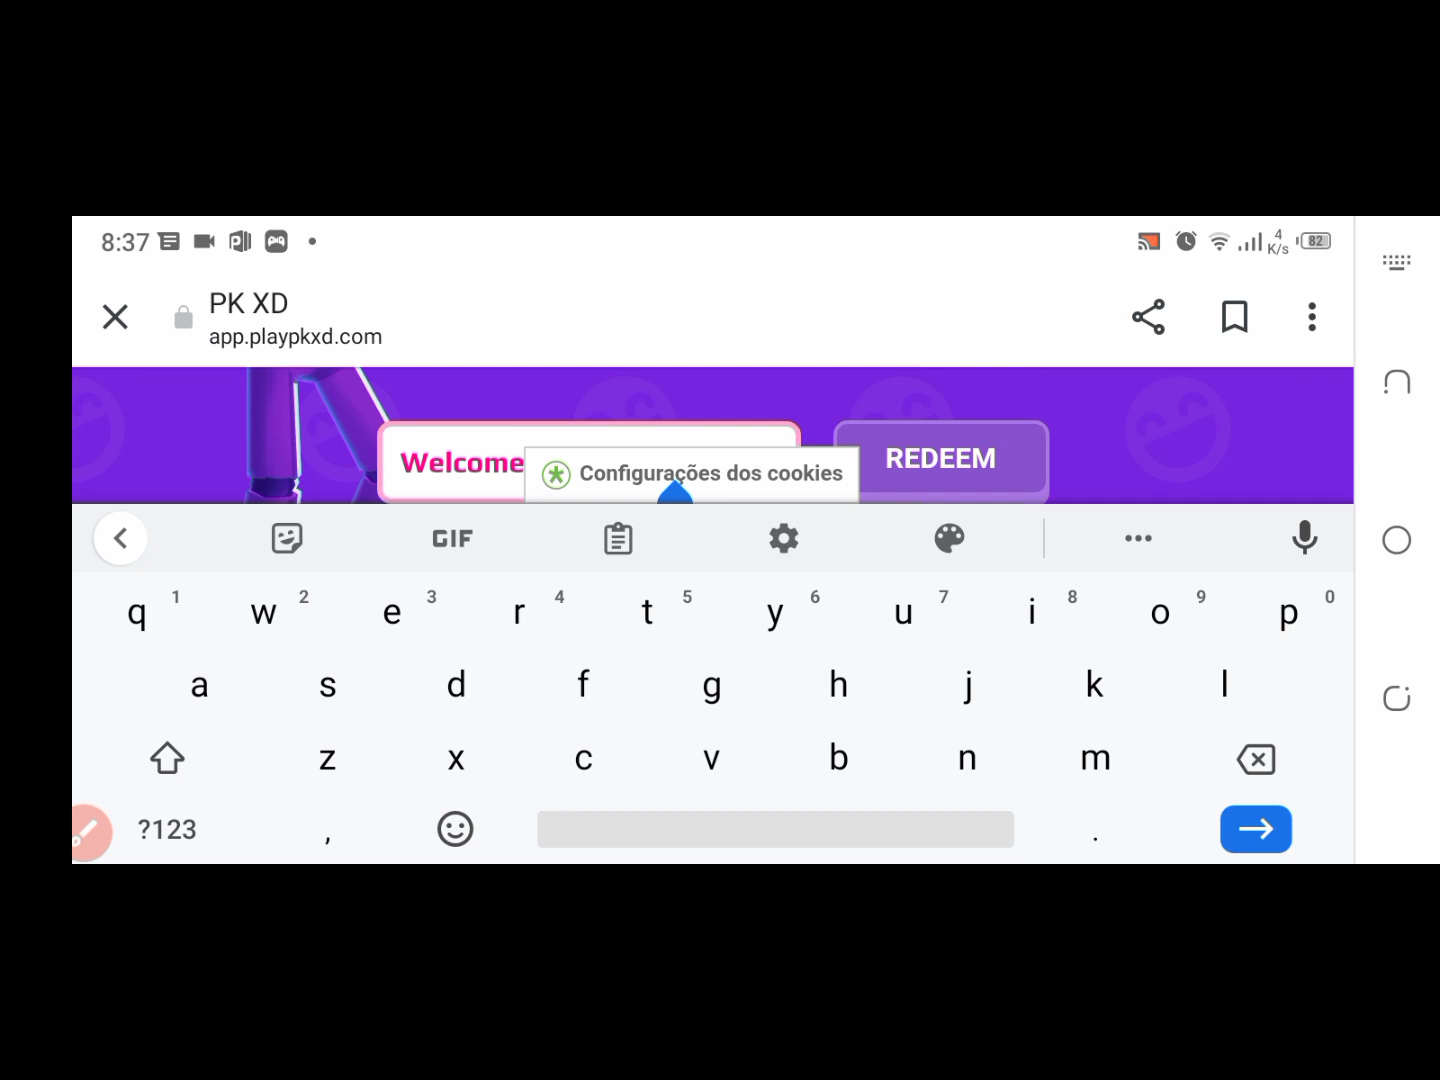 8:37
4
K/s
82
PK XD
app.playpkxd.com
Welcome
Configurações dos cookies
REDEEM
GIF
q 1 w 2 e 3 r 4 t 5 y 6 u 7 i 8 o 9 p 0
a s d f g h j k l
z x c v b n m
?123 , .